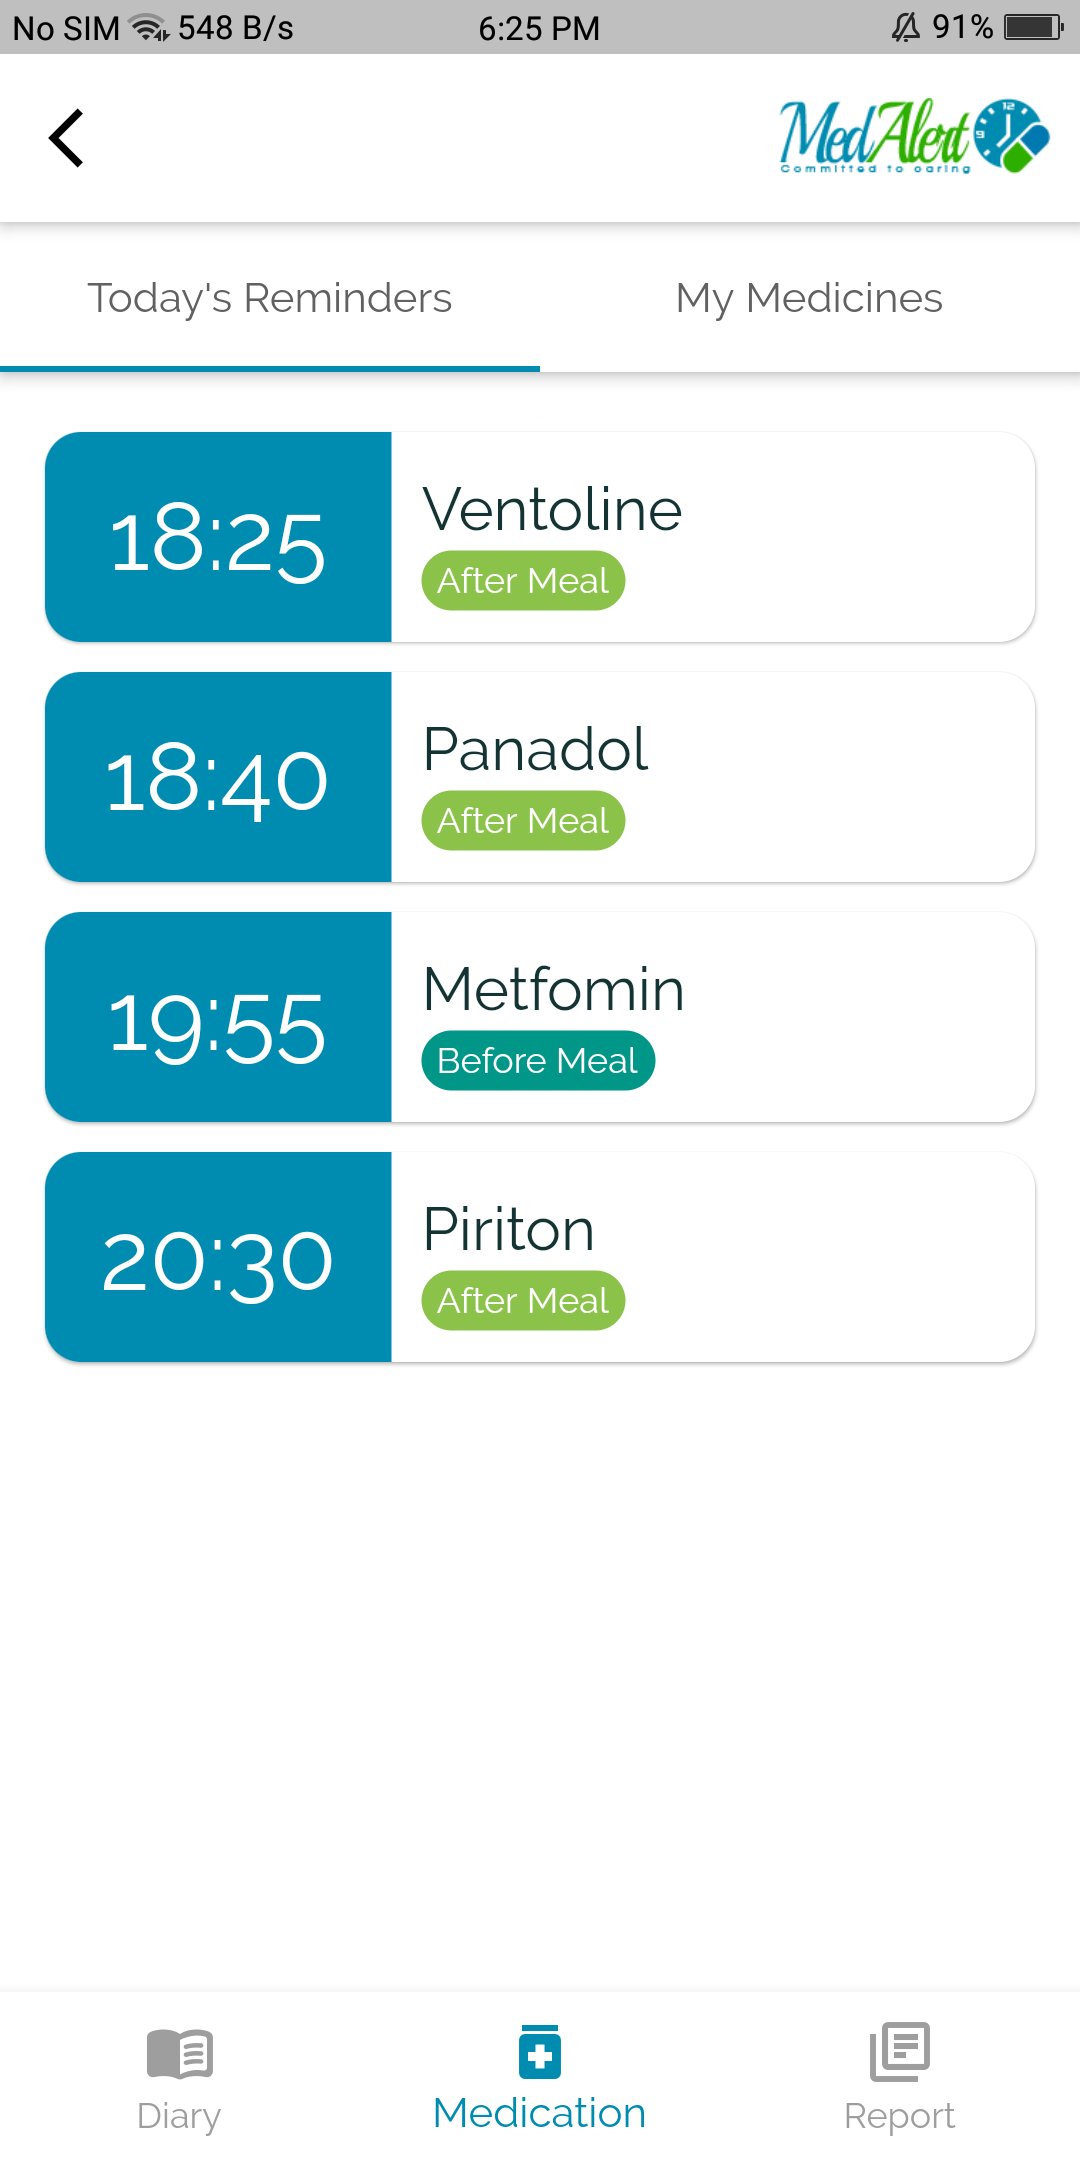 No SIM 548 B/s 6:25 PM 91%
MedAlert
Committed to caring
12
9
Today's Reminders My Medicines
18:25
Ventoline
After Meal
18:40
Panadol
After Meal
19:55
Metfomin
Before Meal
20:30
Piriton
After Meal
Diary Medication Report